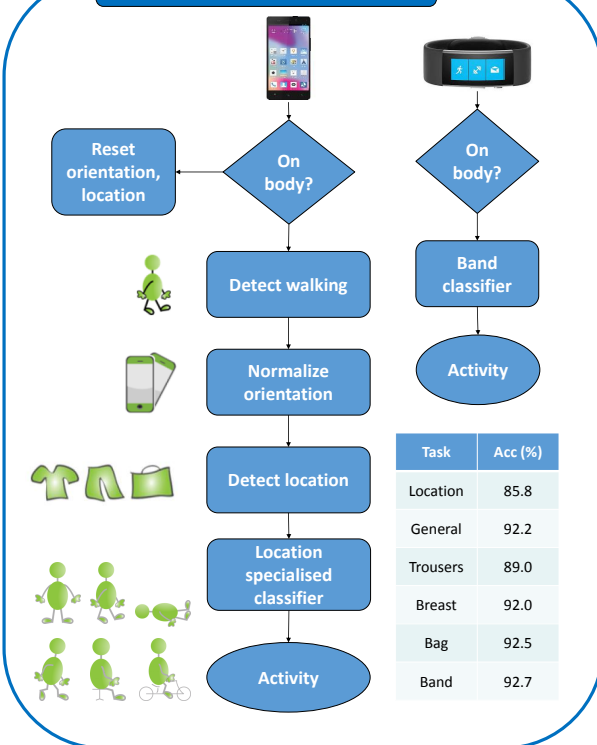 Reset
orientation,
location
On
body?
On
body?
Detect walking
Band
classifier
Normalize
orientation
Activity
Detect location
Location
specialised
classifier
Activity
Task Acc (%)
Location 85.8
General 92.2
Trousers 89.0
Breast 92.0
Bag 92.5
Band 92.7